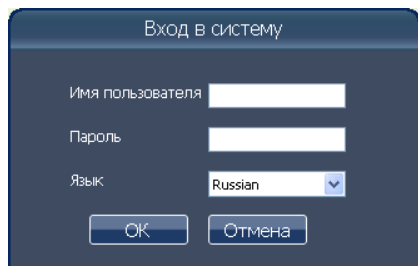 Вход в систему
Имя пользователя
Пароль
Язык Russian
OK Отмена